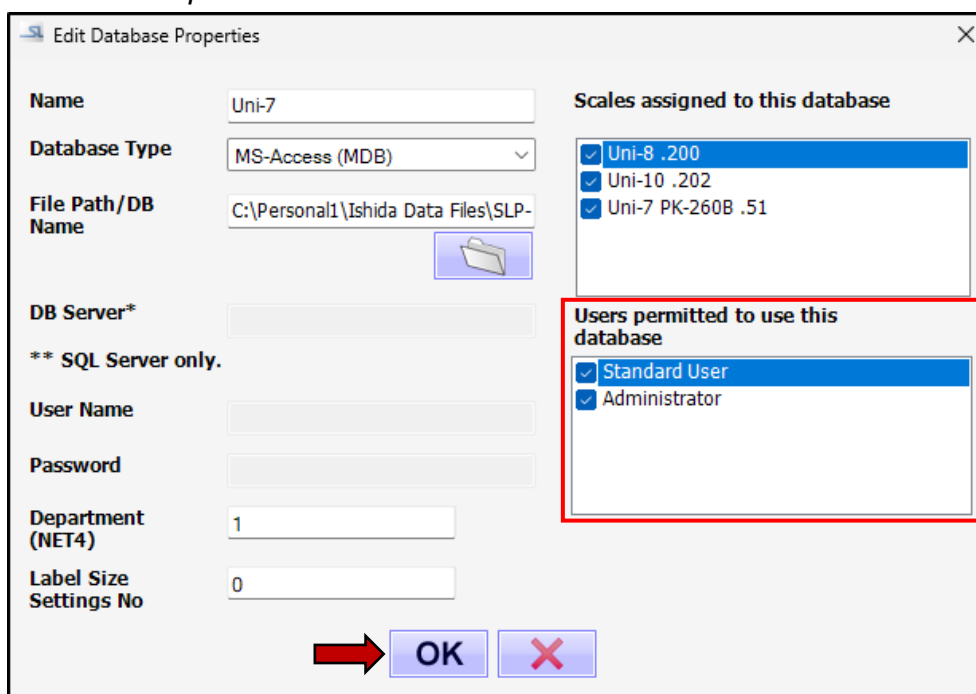 Edit Database Properties
Name
Uni-7
Scales assigned to this database
Database Type
MS-Access (MDB)
Uni-8 .200
Uni-10 .202
Uni-7 PK-260B .51
File Path/DB
Name
C:\Personal1\Ishida Data Files\SLP-
DB Server*
** SQL Server only.
Users permitted to use this
database
Standard User
Administrator
User Name
Password
Department
(NET4)
1
Label Size
Settings No
0
OK